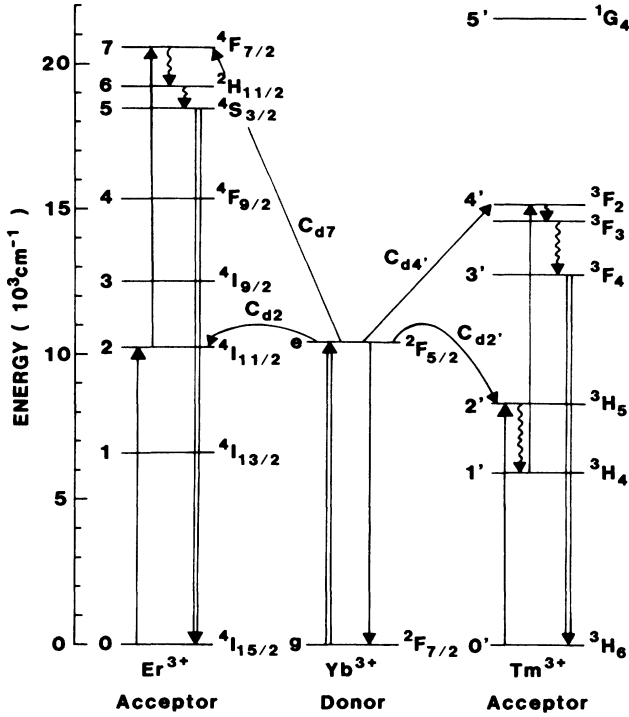 5' ¹G₄
7 ⁴F₇/₂
20
6 ²H₁₁/₂
5 ⁴S₃/₂
4 ⁴F₉/₂
4' ³F₂
15
³F₃
C_d7
C_d4'
3 ⁴I₉/₂
3' ³F₄
C_d2
C_d2'
e ²F₅/₂
10
2 ⁴I₁₁/₂
2' ³H₅
1 ⁴I₁₃/₂
1' ³H₄
5
0
0 ⁴I₁₅/₂
g ²F₇/₂
0' ³H₆
ENERGY ( 10³cm⁻¹)
Er³⁺ Yb³⁺ Tm³⁺
Acceptor Donor Acceptor